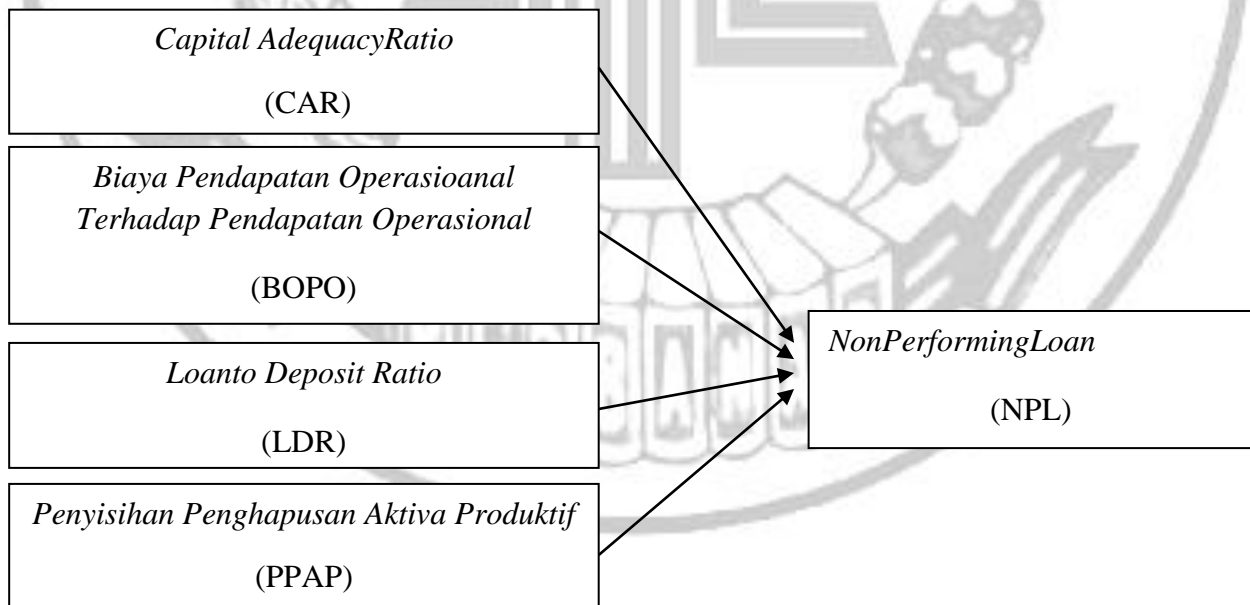 Capital AdequacyRatio
(CAR)
Biaya Pendapatan Operasioanal
Terhadap Pendapatan Operasional
(BOPO)
Loanto Deposit Ratio
(LDR)
Penyisihan Penghapusan Aktiva Produktif
(PPAP)
NonPerformingLoan
(NPL)